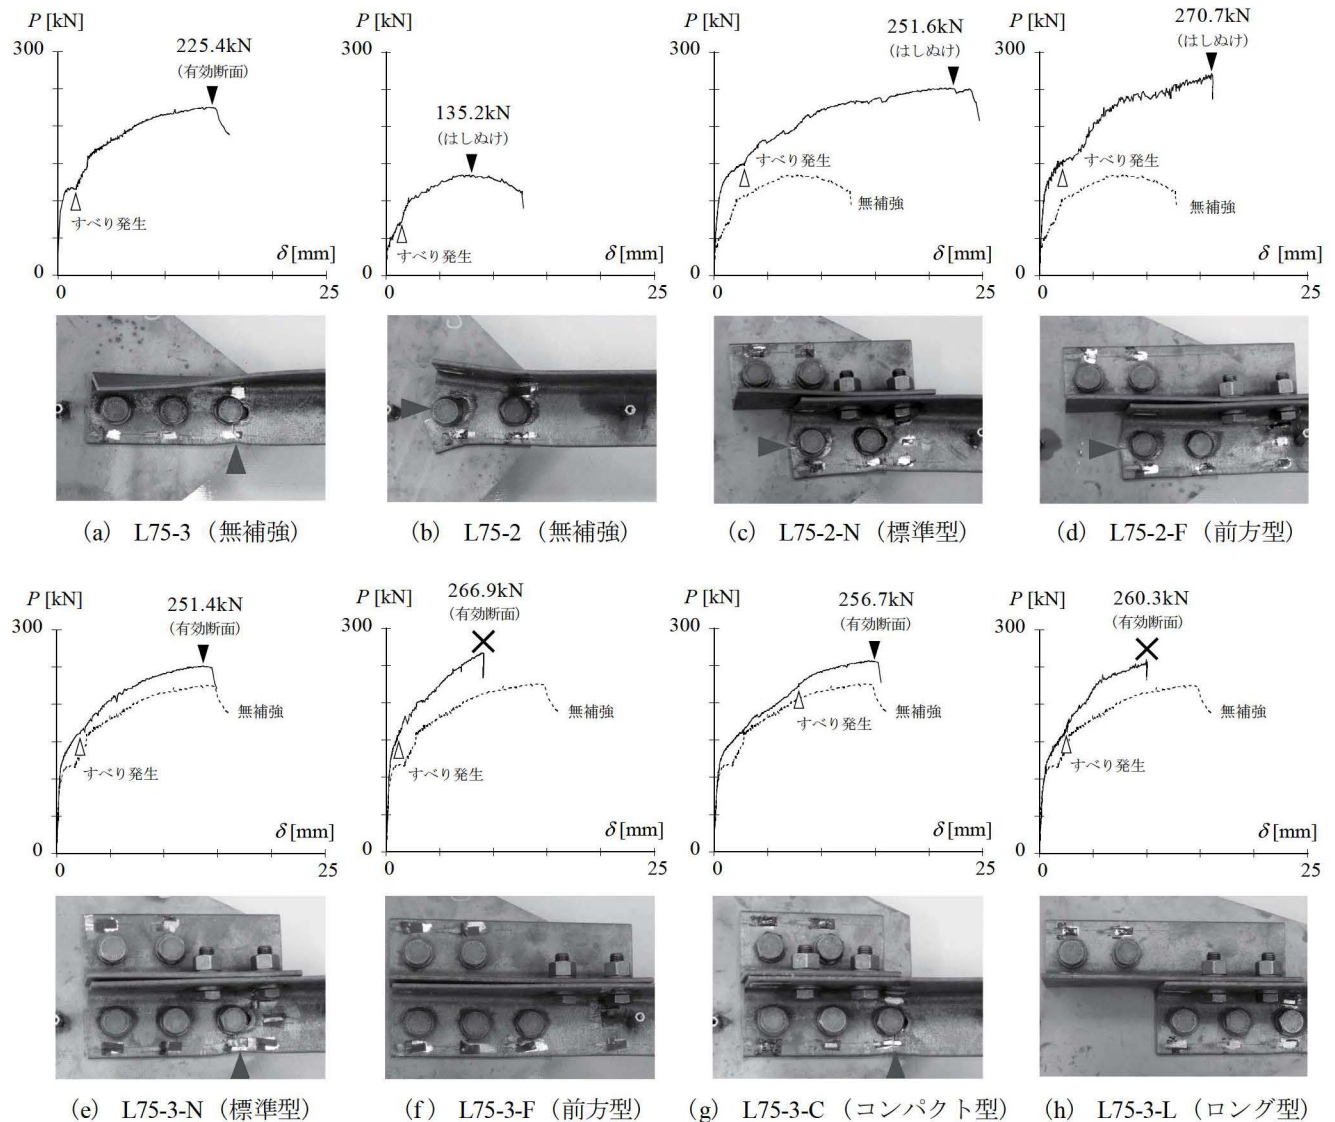 P [kN]
300
225.4kN
(有効断面)
すべり発生
δ [mm]
0
0
25
(a) L75-3 (無補強)
P [kN]
300
135.2kN
(はしぬけ)
すべり発生
δ [mm]
0
0
25
(b) L75-2 (無補強)
P [kN]
300
251.6kN
(はしぬけ)
すべり発生
無補強
δ [mm]
0
0
25
(c) L75-2-N (標準型)
P [kN]
300
270.7kN
(はしぬけ)
すべり発生
無補強
δ [mm]
0
0
25
(d) L75-2-F (前方型)
P [kN]
300
251.4kN
(有効断面)
無補強
すべり発生
δ [mm]
0
0
25
(e) L75-3-N (標準型)
P [kN]
300
266.9kN
(有効断面)
無補強
すべり発生
δ [mm]
0
0
25
(f) L75-3-F (前方型)
P [kN]
300
256.7kN
(有効断面)
すべり発生
無補強
δ [mm]
0
0
25
(g) L75-3-C (コンパクト型)
P [kN]
300
260.3kN
(有効断面)
無補強
すべり発生
δ [mm]
0
0
25
(h) L75-3-L (ロング型)